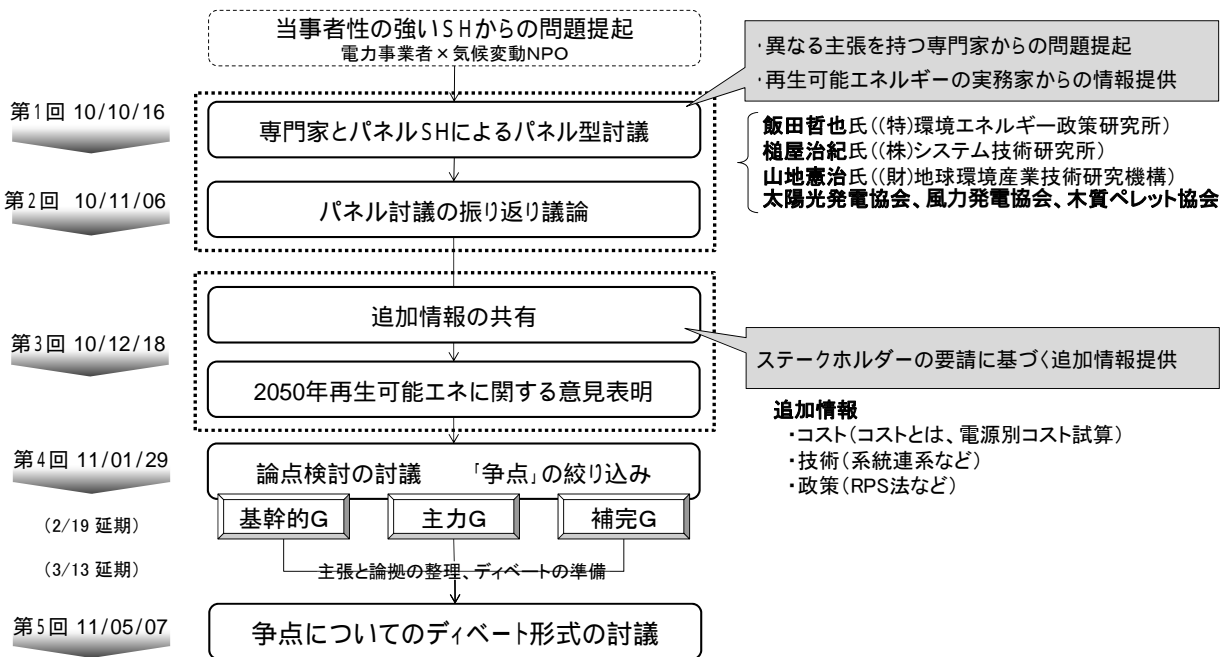 当事者性の強いSHからの問題提起
電力事業者×気候変動NPO
・異なる主張を持つ専門家からの問題提起
・再生可能エネルギーの実務家からの情報提供
第1回 10/10/16
専門家とパネルSHによるパネル型討議
飯田哲也氏((特)環境エネルギー政策研究所)
槌屋治紀氏((株)システム技術研究所)
山地憲治氏((財)地球環境産業技術研究機構)
太陽光発電協会、風力発電協会、木質ペレット協会
第2回 10/11/06
パネル討議の振り返り議論
追加情報の共有
第3回 10/12/18
ステークホルダーの要請に基づく追加情報提供
2050年再生可能エネに関する意見表明
追加情報
・コスト(コストとは、電源別コスト試算)
・技術(系統連系など)
・政策(RPS法など)
第4回 11/01/29
論点検討の討議 「争点」の絞り込み
基幹的G 主力G 補完G
(2/19 延期)
(3/13 延期)
主張と論拠の整理、ディベートの準備
第5回 11/05/07
争点についてのディベート形式の討議